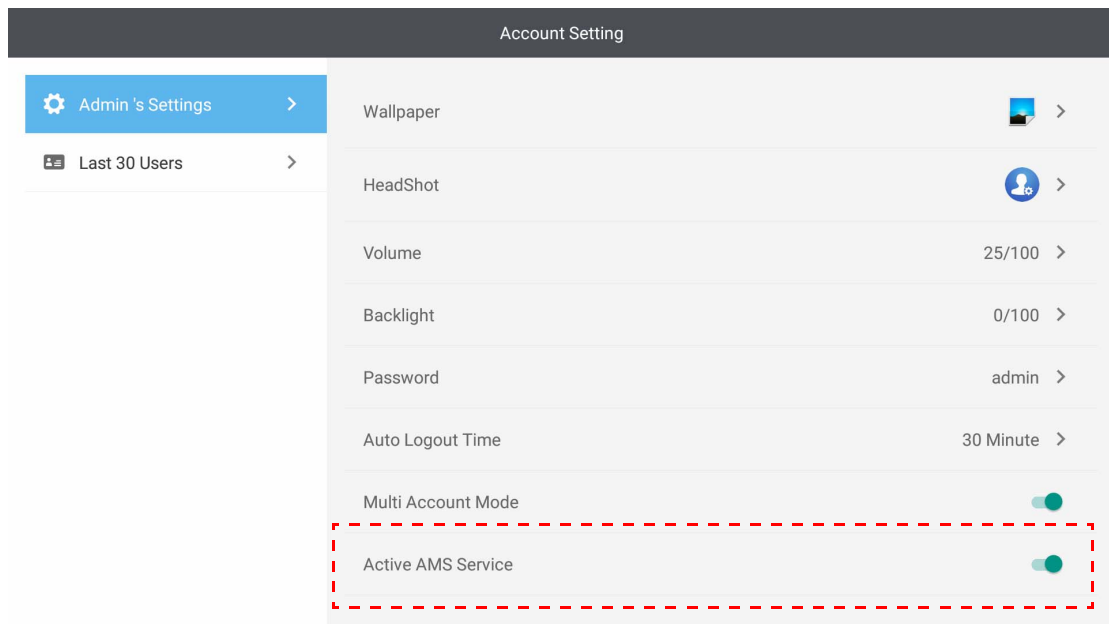 Account Setting
Admin 's Settings
Last 30 Users
Wallpaper
HeadShot
Volume 25/100
Backlight 0/100
Password admin
Auto Logout Time 30 Minute
Multi Account Mode
Active AMS Service